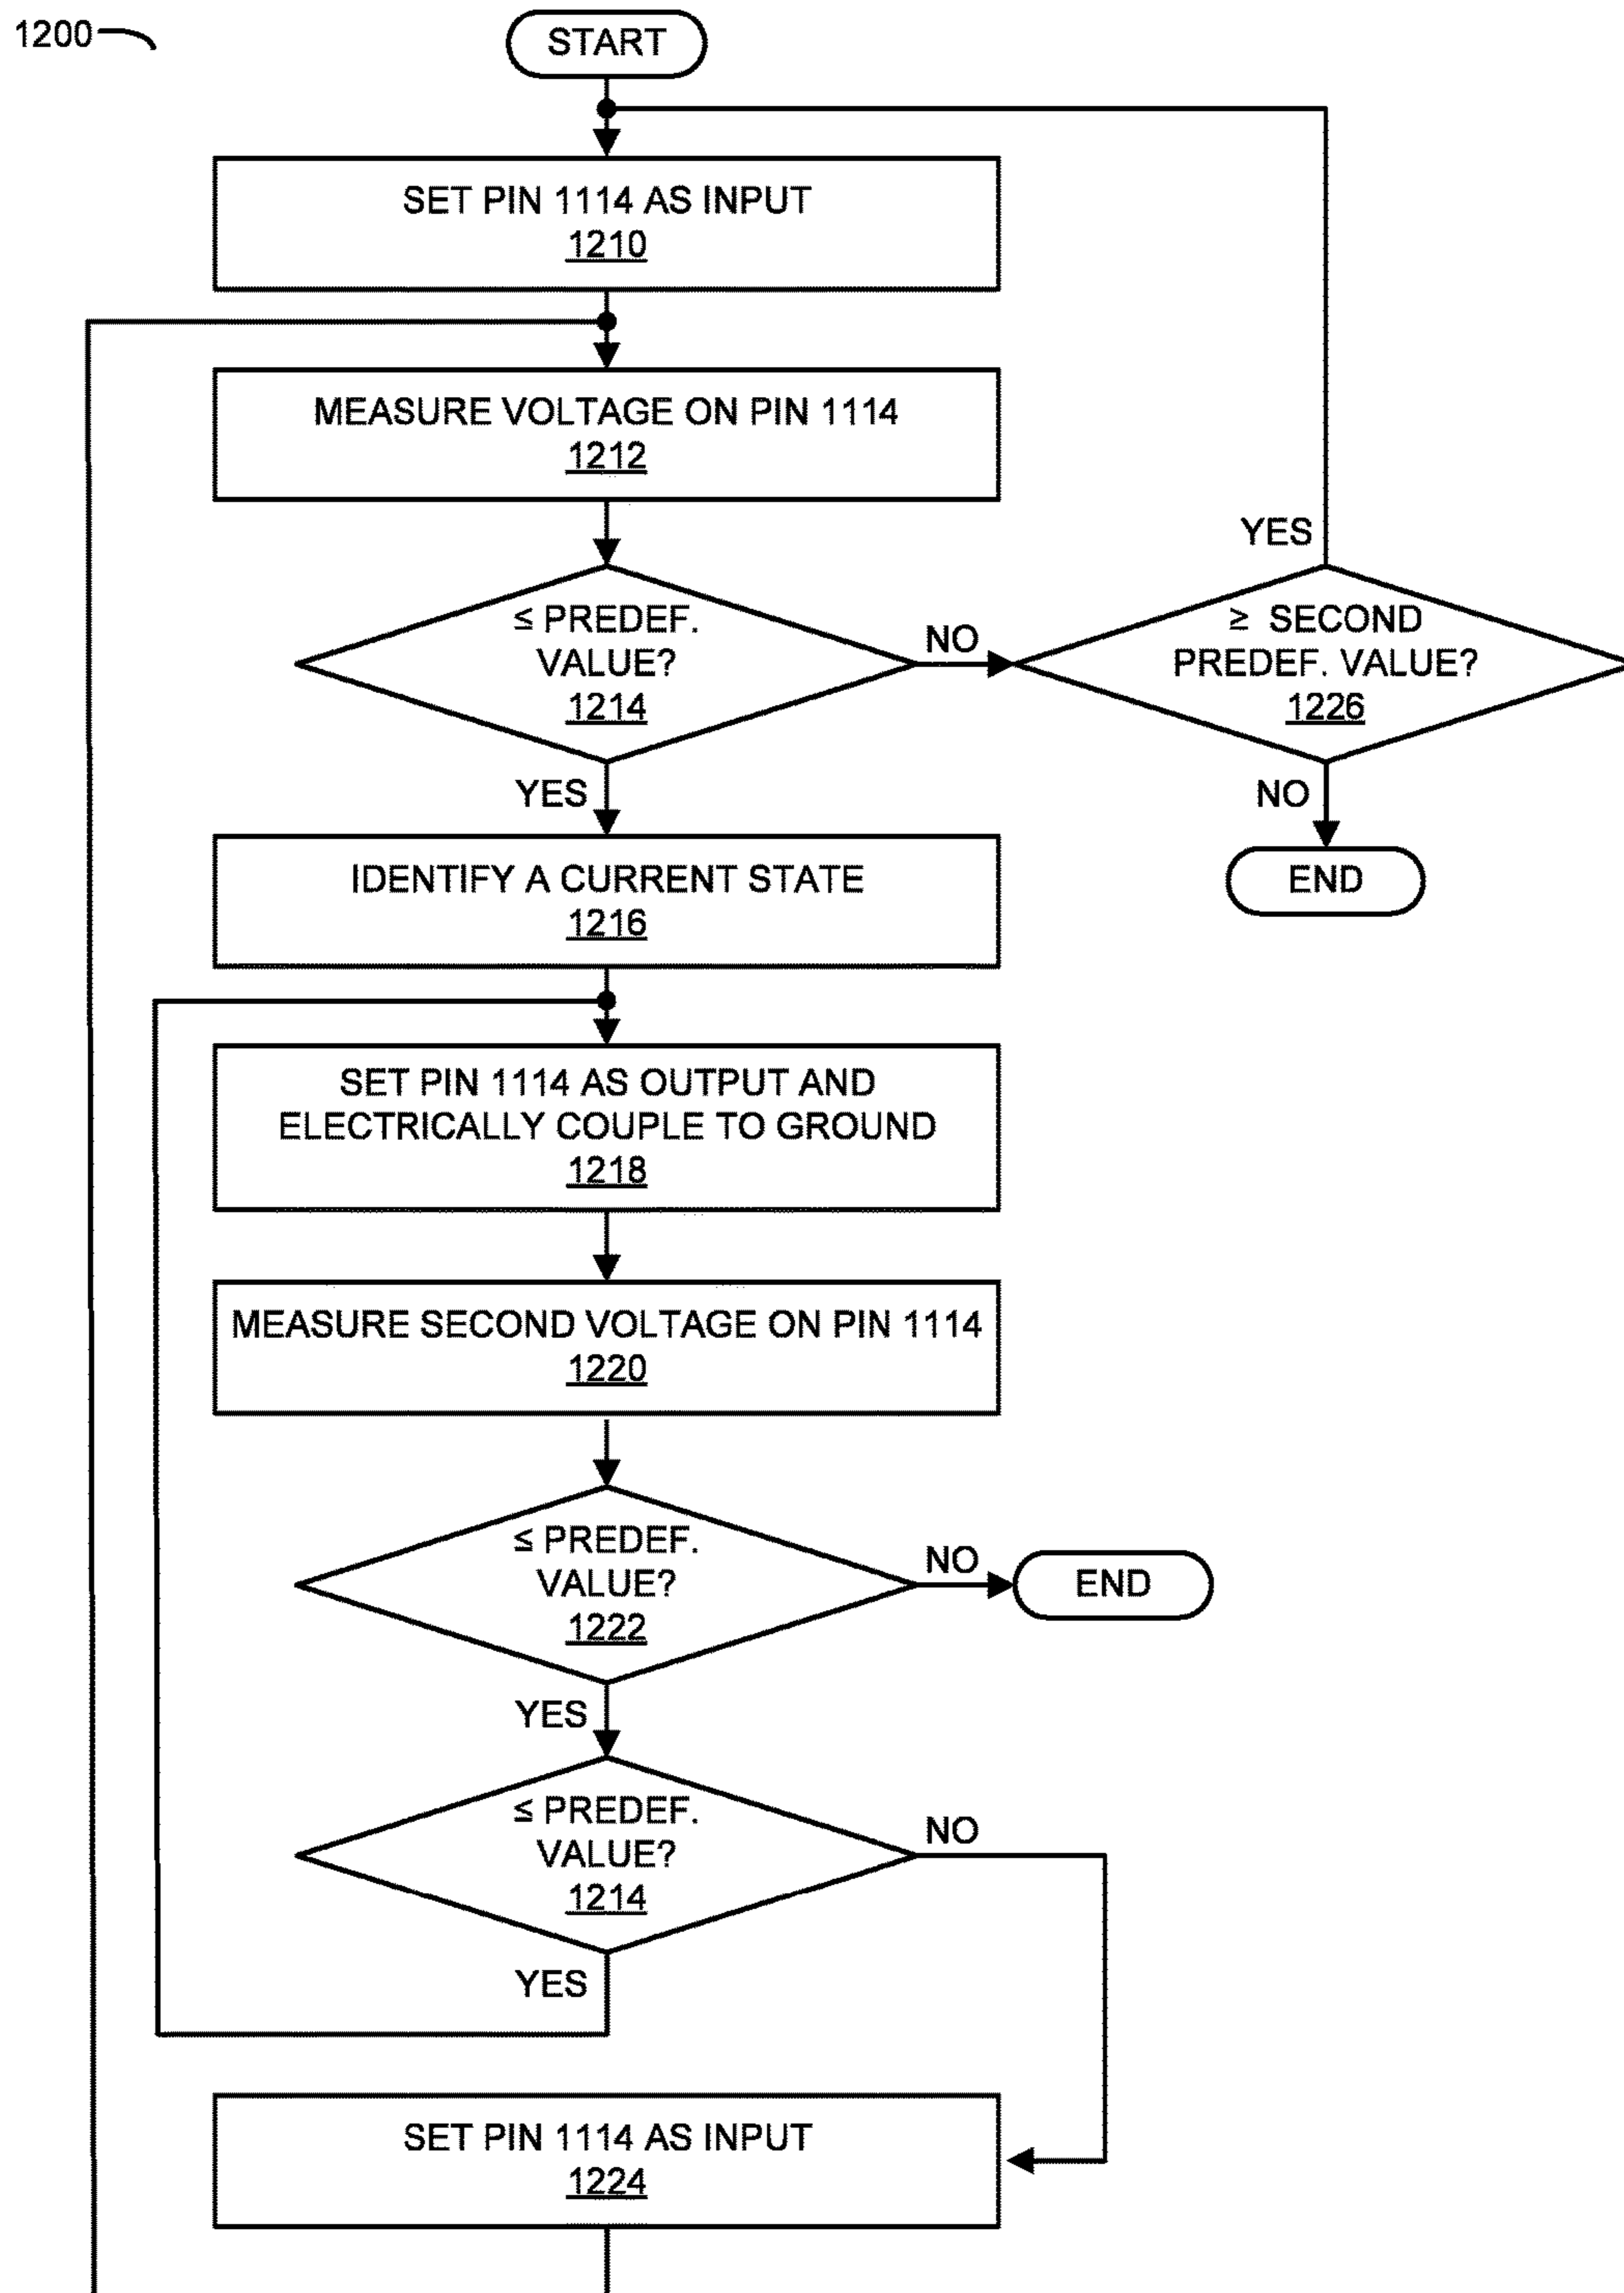 1200
START
SET PIN 1114 AS INPUT
1210
MEASURE VOLTAGE ON PIN 1114
1212
YES
≤ PREDEF.
VALUE?
1214
NO
≥ SECOND
PREDEF. VALUE?
1226
YES
NO
IDENTIFY A CURRENT STATE
1216
END
SET PIN 1114 AS OUTPUT AND
ELECTRICALLY COUPLE TO GROUND
1218
MEASURE SECOND VOLTAGE ON PIN 1114
1220
≤ PREDEF.
VALUE?
1222
NO
END
YES
≤ PREDEF.
VALUE?
1214
NO
YES
SET PIN 1114 AS INPUT
1224